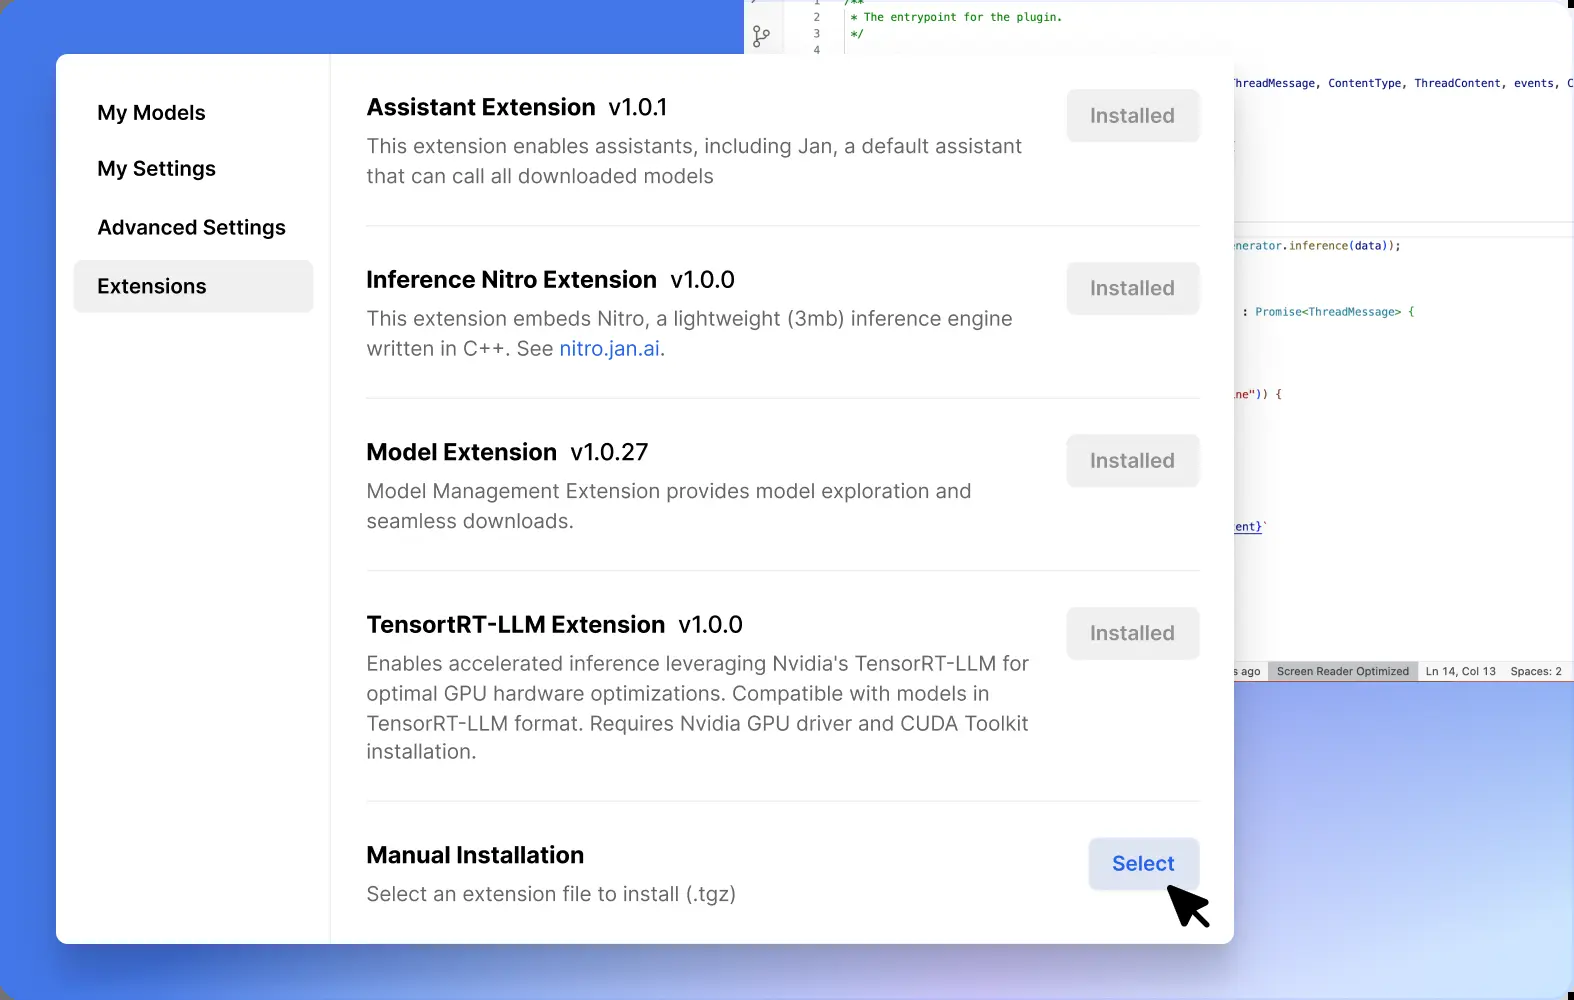 1 /**
2 * The entrypoint for the plugin.
3 */
4
My Models
My Settings
Advanced Settings
Extensions
Assistant Extension v1.0.1
Installed
This extension enables assistants, including Jan, a default assistant
that can call all downloaded models
Inference Nitro Extension v1.0.0
Installed
This extension embeds Nitro, a lightweight (3mb) inference engine
written in C++. See nitro.jan.ai.
Model Extension v1.0.27
Installed
Model Management Extension provides model exploration and
seamless downloads.
TensortRT-LLM Extension v1.0.0
Installed
Enables accelerated inference leveraging Nvidia's TensorRT-LLM for
optimal GPU hardware optimizations. Compatible with models in
TensorRT-LLM format. Requires Nvidia GPU driver and CUDA Toolkit
installation.
Manual Installation
Select
Select an extension file to install (.tgz)
ThreadMessage, ContentType, ThreadContent, events, C
{
enerator.inference(data));
: Promise<ThreadMessage> {
ine")) {
tent}`
s ago Screen Reader Optimized Ln 14, Col 13 Spaces: 2